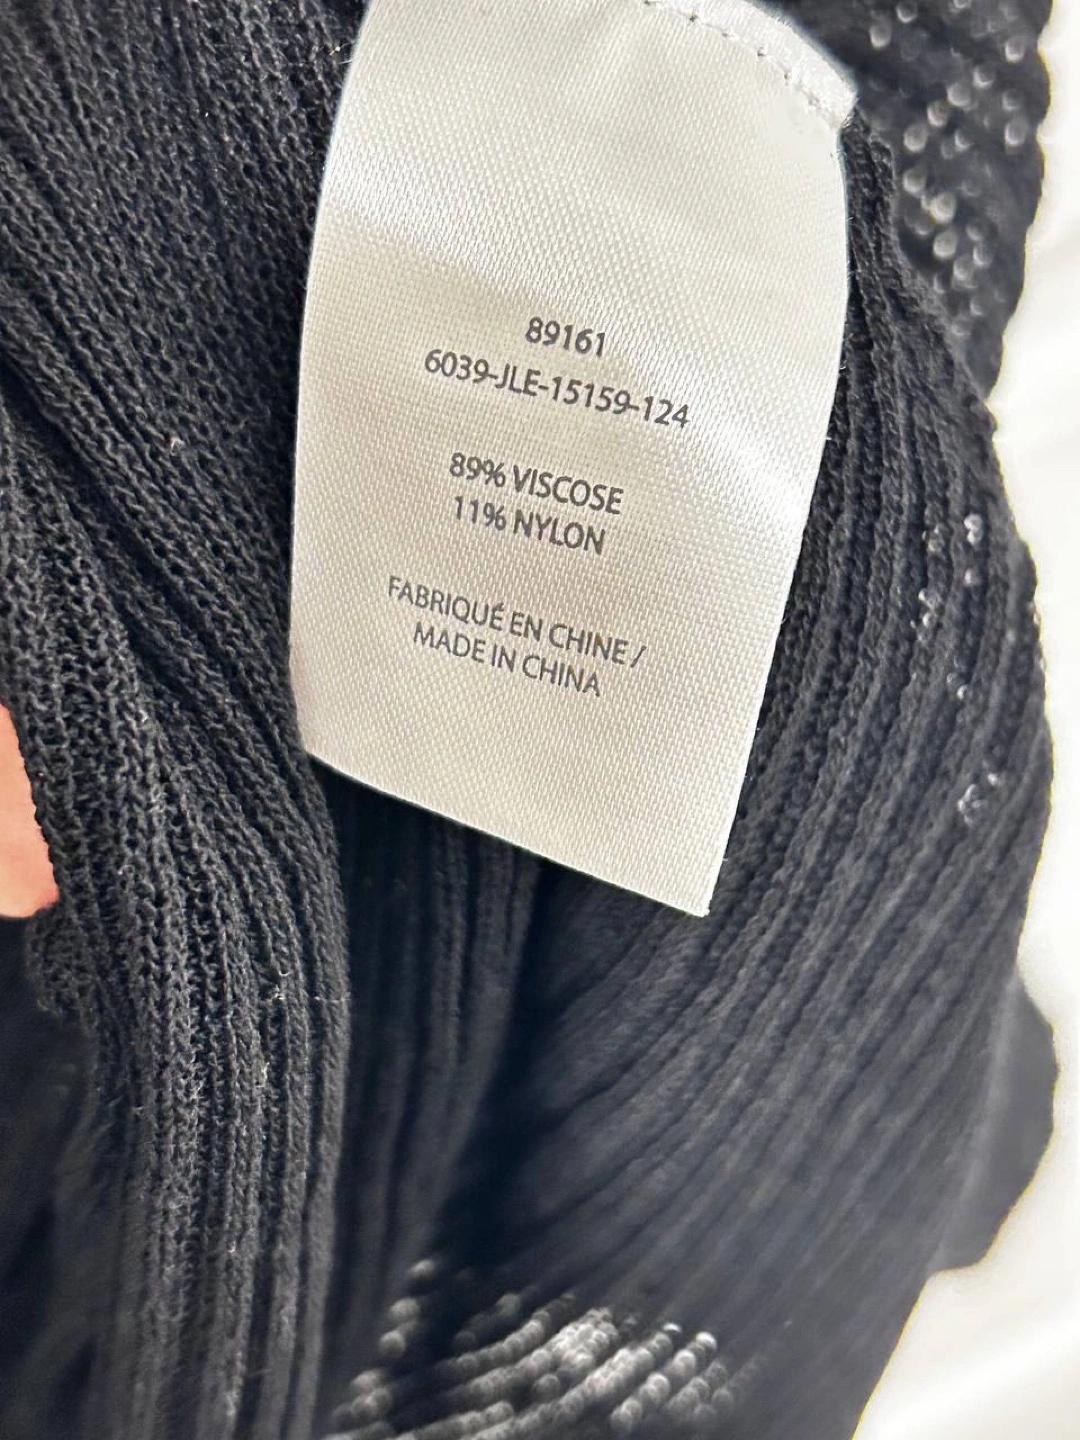 89161
6039-JLE-15159-124
89% VISCOSE
11% NYLON
FABRIQUÉ EN CHINE /
MADE IN CHINA